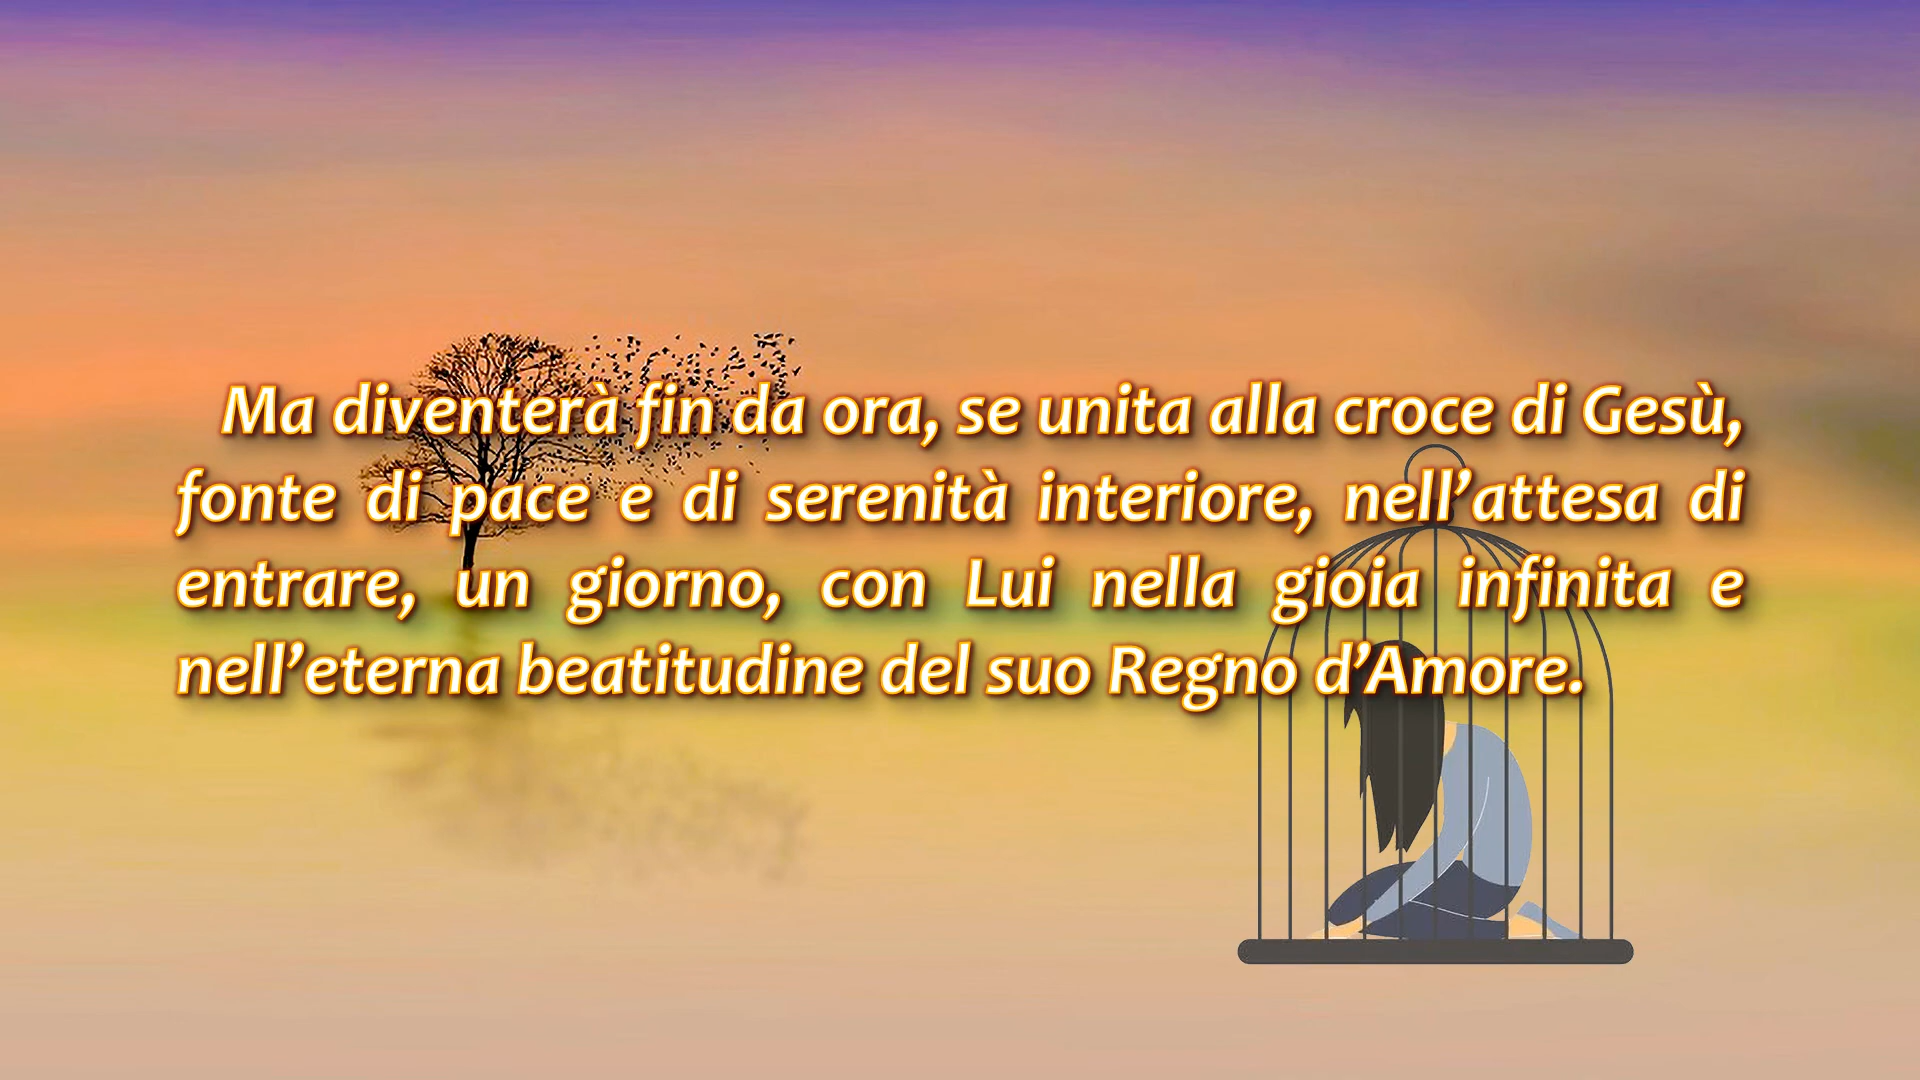 Ma diventerà fin da ora, se unita alla croce di Gesù,
fonte di pace e di serenità interiore, nell’attesa di
entrare, un giorno, con Lui nella gioia infinita e
nell’eterna beatitudine del suo Regno d’Amore.